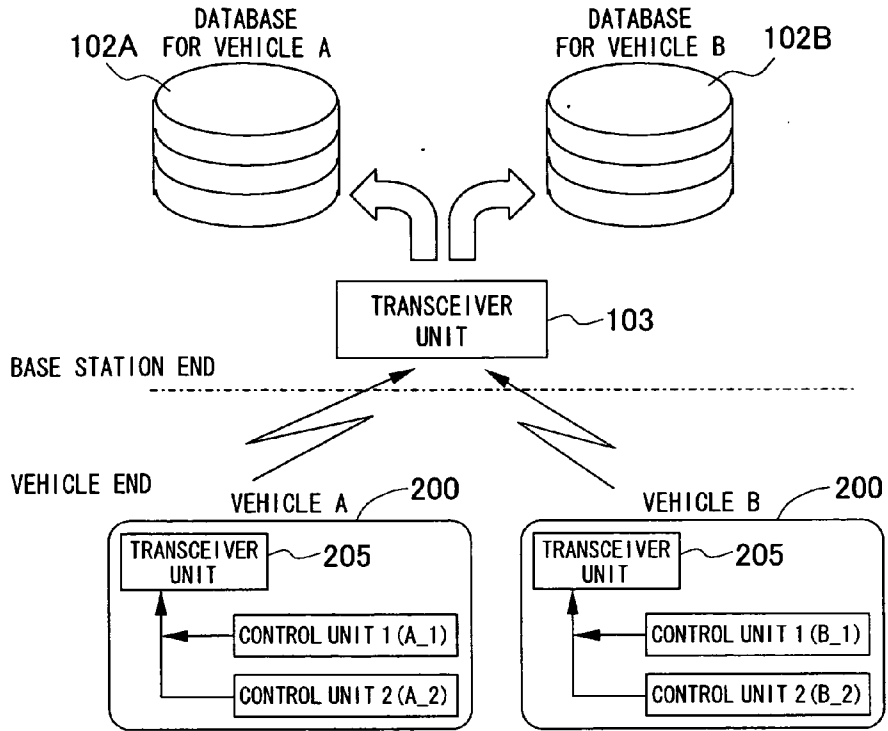 DATABASE
FOR VEHICLE A
102A
DATABASE
FOR VEHICLE B
102B
TRANSCEIVER
UNIT
103
BASE STATION END
VEHICLE END
VEHICLE A
200
TRANSCEIVER
UNIT
205
CONTROL UNIT 1(A_1)
CONTROL UNIT 2(A_2)
VEHICLE B
200
TRANSCEIVER
UNIT
205
CONTROL UNIT 1(B_1)
CONTROL UNIT 2(B_2)